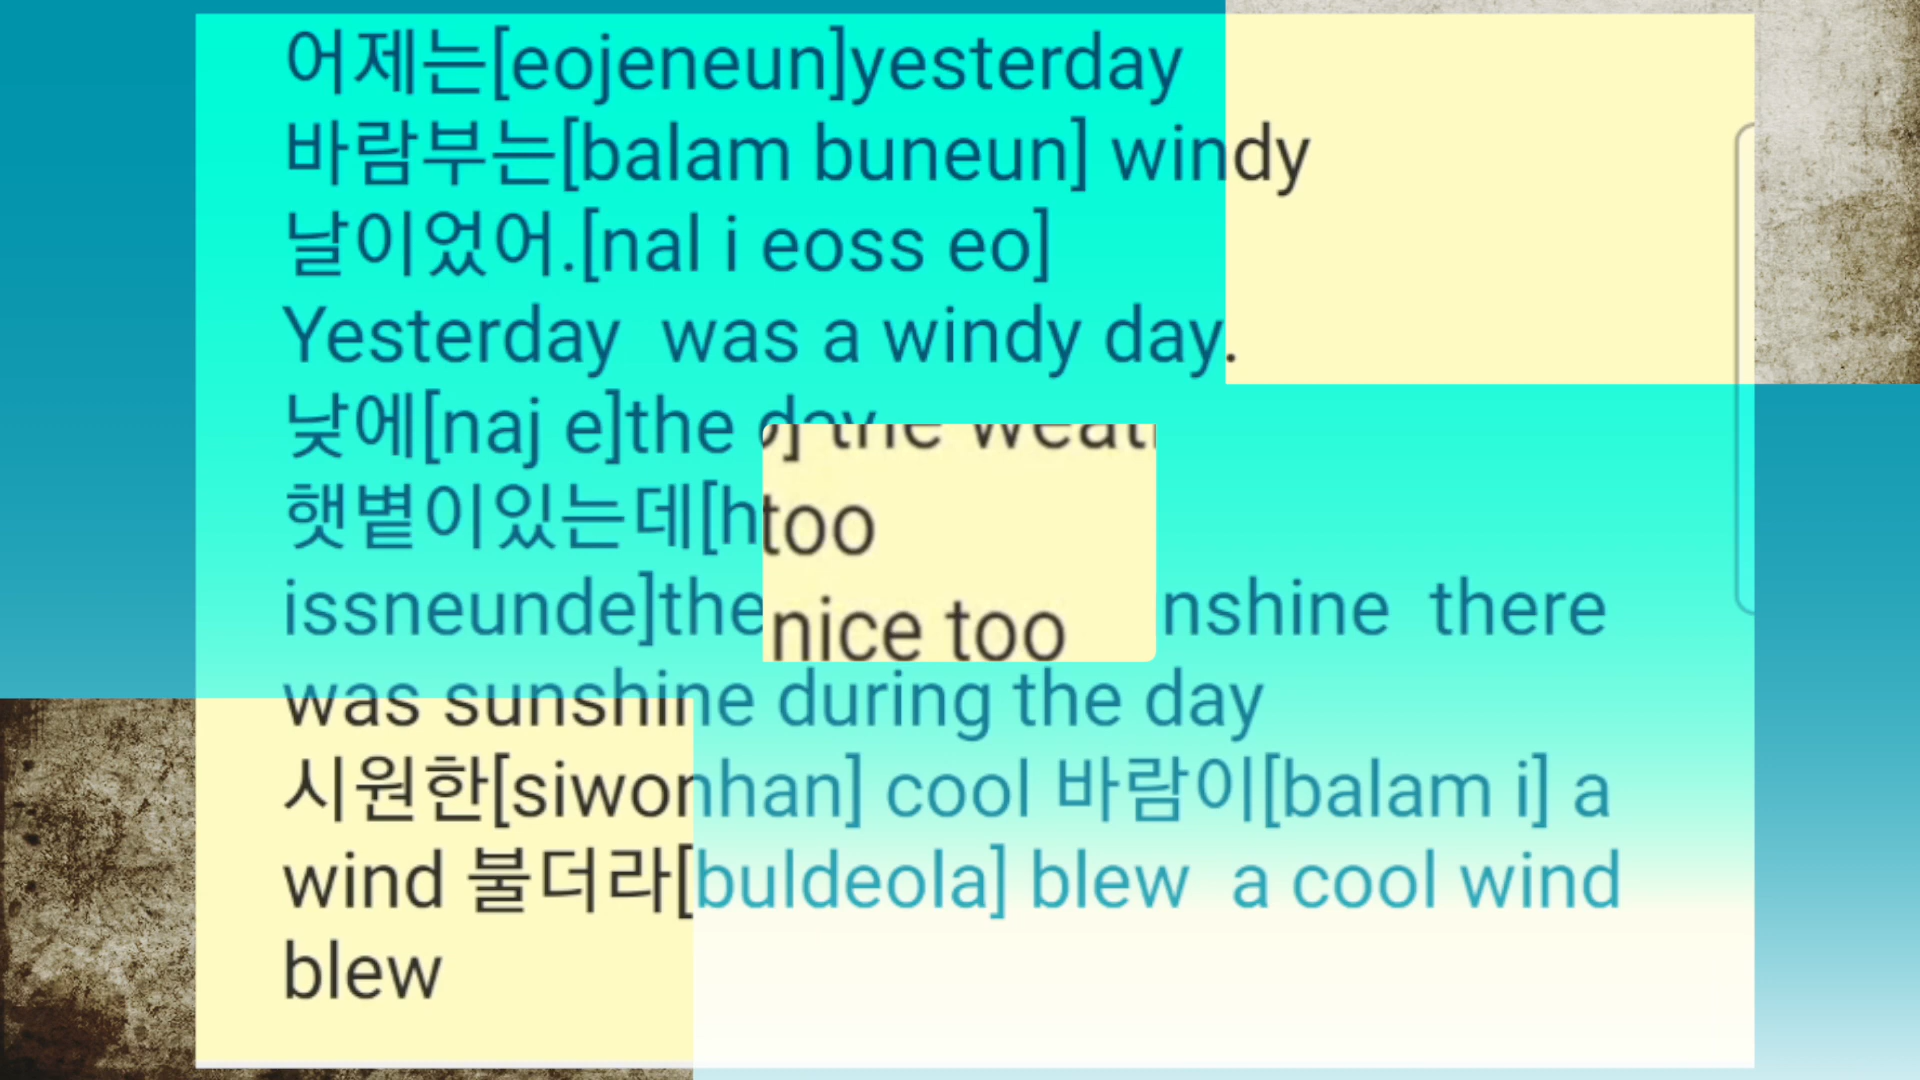 어제는[eojeneun]yesterday
바람부는[balam buneun] windy
날이었어.[nal i eoss eo]
Yesterday was a windy day.
낮에[naj e]the day
the
too
햇볕이있는데[h
nice too
issneunde]the nshine there
was sunshine during the day
시원한[siwonhan] cool 바람이[balam i] a
wind 불더라[buldeola] blew a cool wind
blew